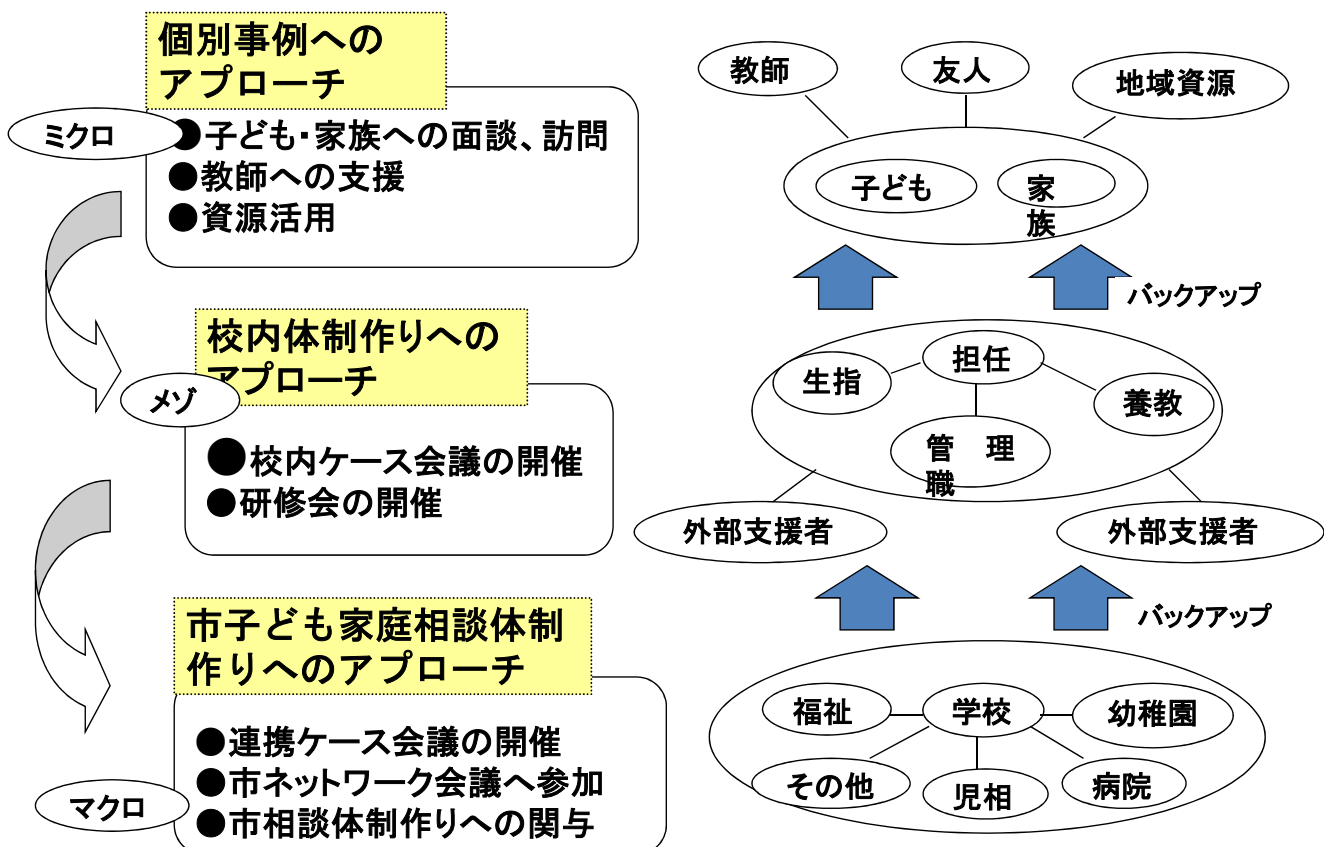 個別事例への
アプローチ
ミクロ
●子ども・家族への面談、訪問
●教師への支援
●資源活用
校内体制作りへの
アプローチ
メゾ
●校内ケース会議の開催
●研修会の開催
市子ども家庭相談体制
作りへのアプローチ
マクロ
●連携ケース会議の開催
●市ネットワーク会議へ参加
●市相談体制作りへの関与
教師
友人
地域資源
子ども
家
族
バックアップ
生指
担任
養教
管 理
職
外部支援者
外部支援者
バックアップ
福祉
学校
幼稚園
その他
児相
病院